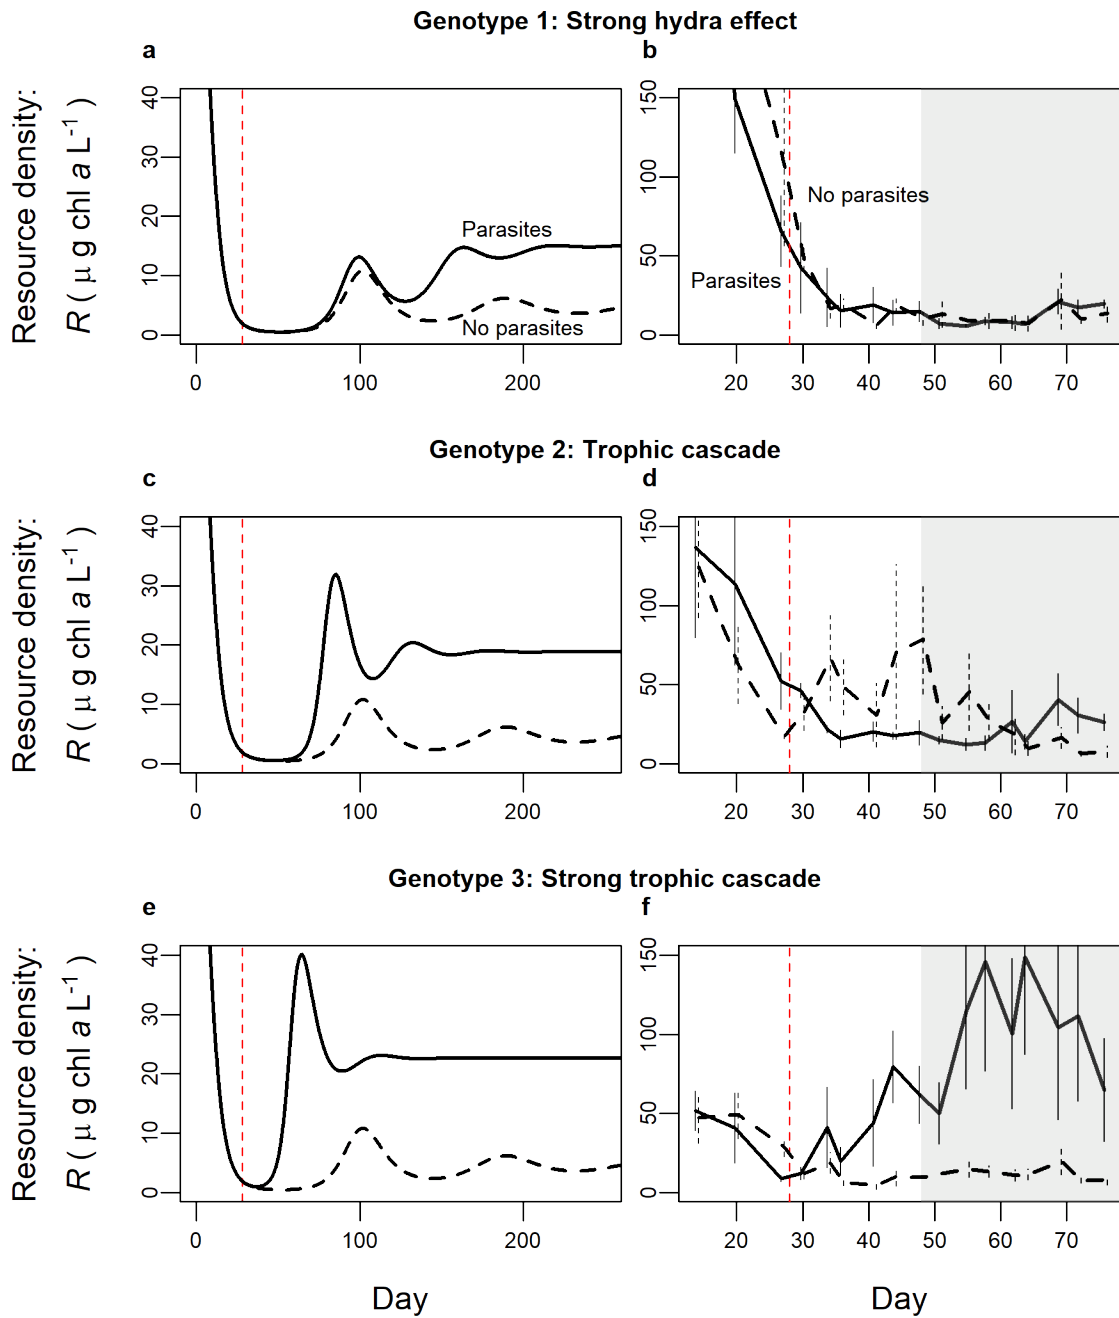 Genotype 1: Strong hydra effect
a
b
Resource density:
R ( μ g chl a L-1 )
40
30
20
10
0
Parasites
No parasites
0 100 200
150
100
50
0
No parasites
Parasites
20 30 40 50 60 70
Genotype 2: Trophic cascade
c
d
Resource density:
R ( μ g chl a L-1 )
40
30
20
10
0
0 100 200
150
100
50
0
20 30 40 50 60 70
Genotype 3: Strong trophic cascade
e
f
Resource density:
R ( μ g chl a L-1 )
40
30
20
10
0
0 100 200
150
100
50
0
20 30 40 50 60 70
Day
Day